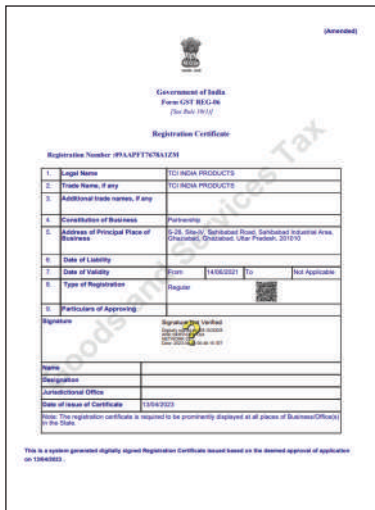 (Amended)
Government of India
Form GST REG-06
[See Rule 10(1)]
Registration Certificate
Registration Number :09AAPFT7678A1ZM
1. Legal Name TCI INDIA PRODUCTS
2. Trade Name, if any TCI INDIA PRODUCTS
3. Additional trade names, if any
4. Constitution of Business Partnership
5. Address of Principal Place of Business S-28, Site-IV, Sahibabad Road, Sahibabad Industrial Area, Ghaziabad, Ghaziabad, Uttar Pradesh, 201010
6. Date of Liability
7. Date of Validity From 14/06/2021 To Not Applicable
8. Type of Registration Regular
9. Particulars of Approving
Signature Signature Not Verified
Name
Designation
Jurisdictional Office
Date of issue of Certificate 13/04/2023
Note: The registration certificate is required to be prominently displayed at all places of Business/Office(s) in the State.
This is a system generated digitally signed Registration Certificate issued based on the deemed approval of application on 13/04/2023 .
Goods and Services Tax